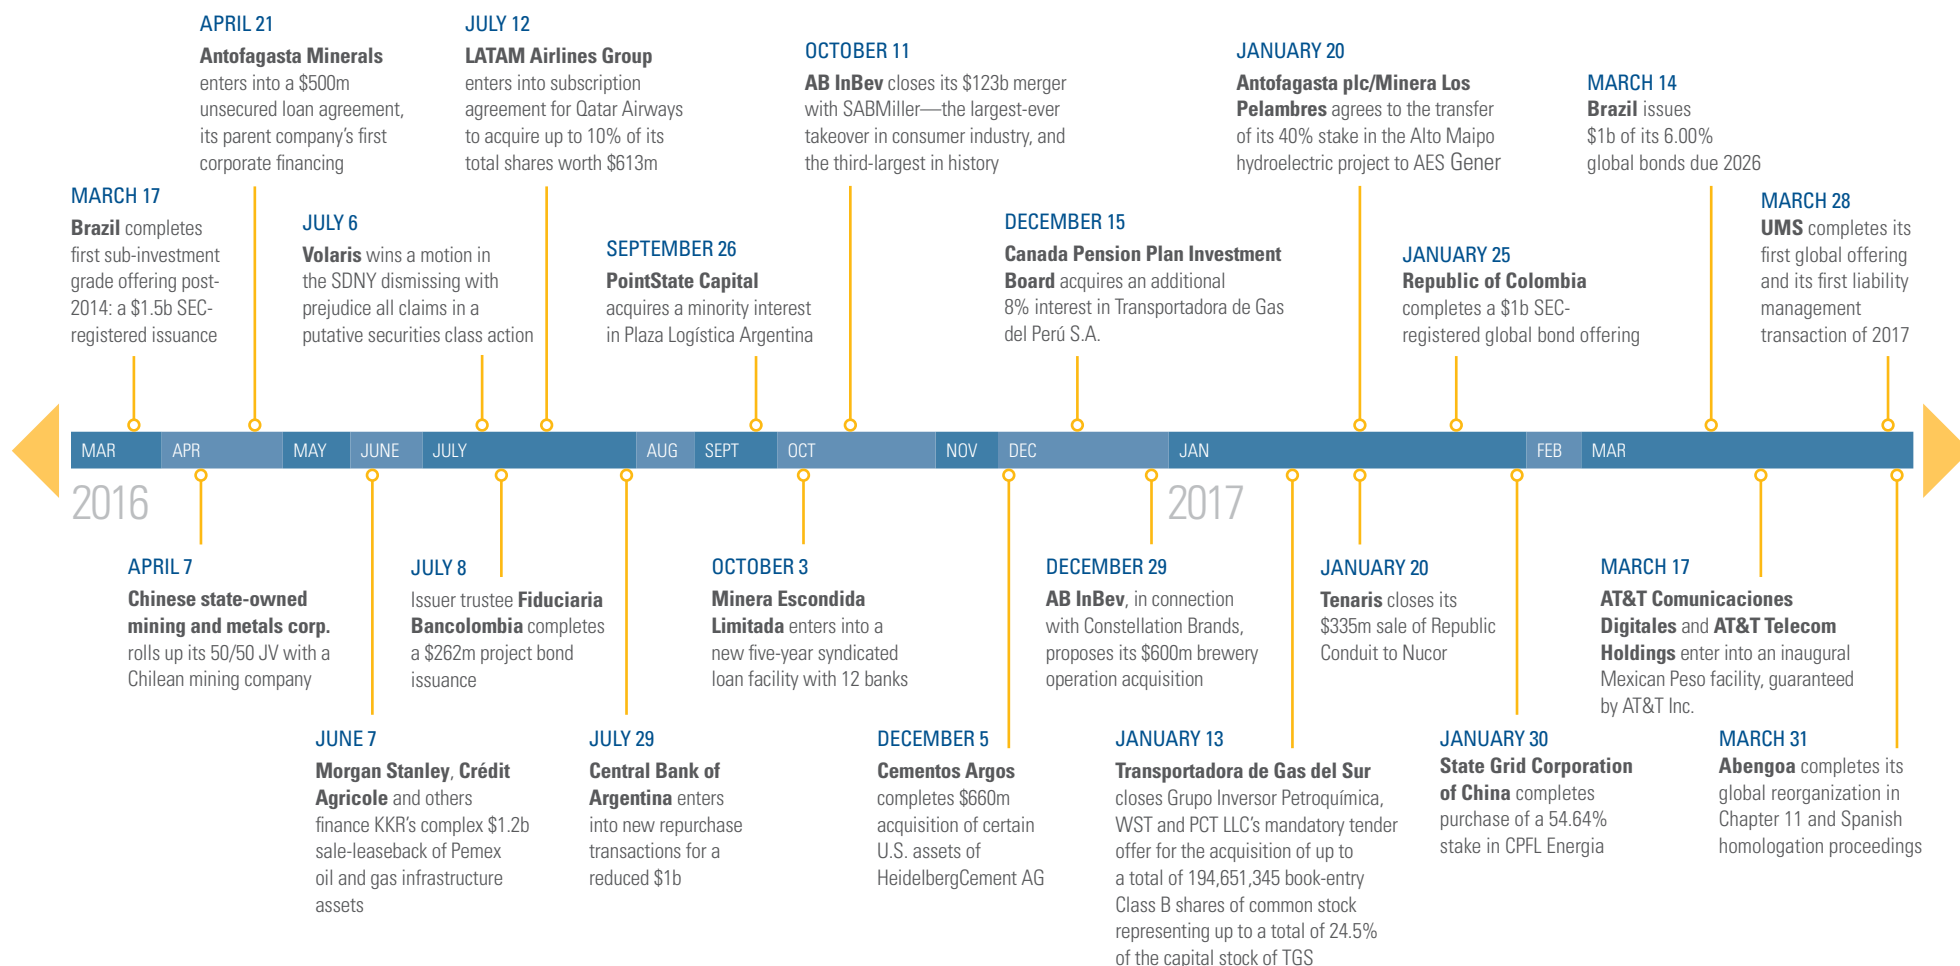 APRIL 21
Antofagasta Minerals
enters into a $500m
unsecured loan agreement,
its parent company's first
corporate financing
JULY 12
LATAM Airlines Group
enters into subscription
agreement for Qatar Airways
to acquire up to 10% of its
total shares worth $613m
OCTOBER 11
AB InBev closes its $123b merger
with SABMiller—the largest-ever
takeover in consumer industry, and
the third-largest in history
JANUARY 20
Antofagasta plc/Minera Los
Pelambres agrees to the transfer
of its 40% stake in the Alto Maipo
hydroelectric project to AES Gener
MARCH 14
Brazil issues
$1b of its 6.00%
global bonds due 2026
MARCH 17
Brazil completes
first sub-investment
grade offering post-
2014: a $1.5b SEC-
registered issuance
JULY 6
Volaris wins a motion in
the SDNY dismissing with
prejudice all claims in a
putative securities class action
SEPTEMBER 26
PointState Capital
acquires a minority interest
in Plaza Logística Argentina
DECEMBER 15
Canada Pension Plan Investment
Board acquires an additional
8% interest in Transportadora de Gas
del Perú S.A.
JANUARY 25
Republic of Colombia
completes a $1b SEC-
registered global bond offering
MARCH 28
UMS completes its
first global offering
and its first liability
management
transaction of 2017
MAR APR MAY JUNE JULY AUG SEPT OCT NOV DEC JAN FEB MAR
2016 2017
APRIL 7
Chinese state-owned
mining and metals corp.
rolls up its 50/50 JV with a
Chilean mining company
JULY 8
Issuer trustee Fiduciaria
Bancolombia completes
a $262m project bond
issuance
OCTOBER 3
Minera Escondida
Limitada enters into a
new five-year syndicated
loan facility with 12 banks
DECEMBER 29
AB InBev, in connection
with Constellation Brands,
proposes its $600m brewery
operation acquisition
JANUARY 20
Tenaris closes its
$335m sale of Republic
Conduit to Nucor
MARCH 17
AT&T Comunicaciones
Digitales and AT&T Telecom
Holdings enter into an inaugural
Mexican Peso facility, guaranteed
by AT&T Inc.
JUNE 7
Morgan Stanley, Crédit
Agricole and others
finance KKR's complex $1.2b
sale-leaseback of Pemex
oil and gas infrastructure
assets
JULY 29
Central Bank of
Argentina enters
into new repurchase
transactions for a
reduced $1b
DECEMBER 5
Cementos Argos
completes $660m
acquisition of certain
U.S. assets of
HeidelbergCement AG
JANUARY 13
Transportadora de Gas del Sur
closes Grupo Inversor Petroquímica,
WST and PCT LLC's mandatory tender
offer for the acquisition of up to
a total of 194,651,345 book-entry
Class B shares of common stock
representing up to a total of 24.5%
of the capital stock of TGS
JANUARY 30
State Grid Corporation
of China completes
purchase of a 54.64%
stake in CPFL Energia
MARCH 31
Abengoa completes its
global reorganization in
Chapter 11 and Spanish
homologation proceedings